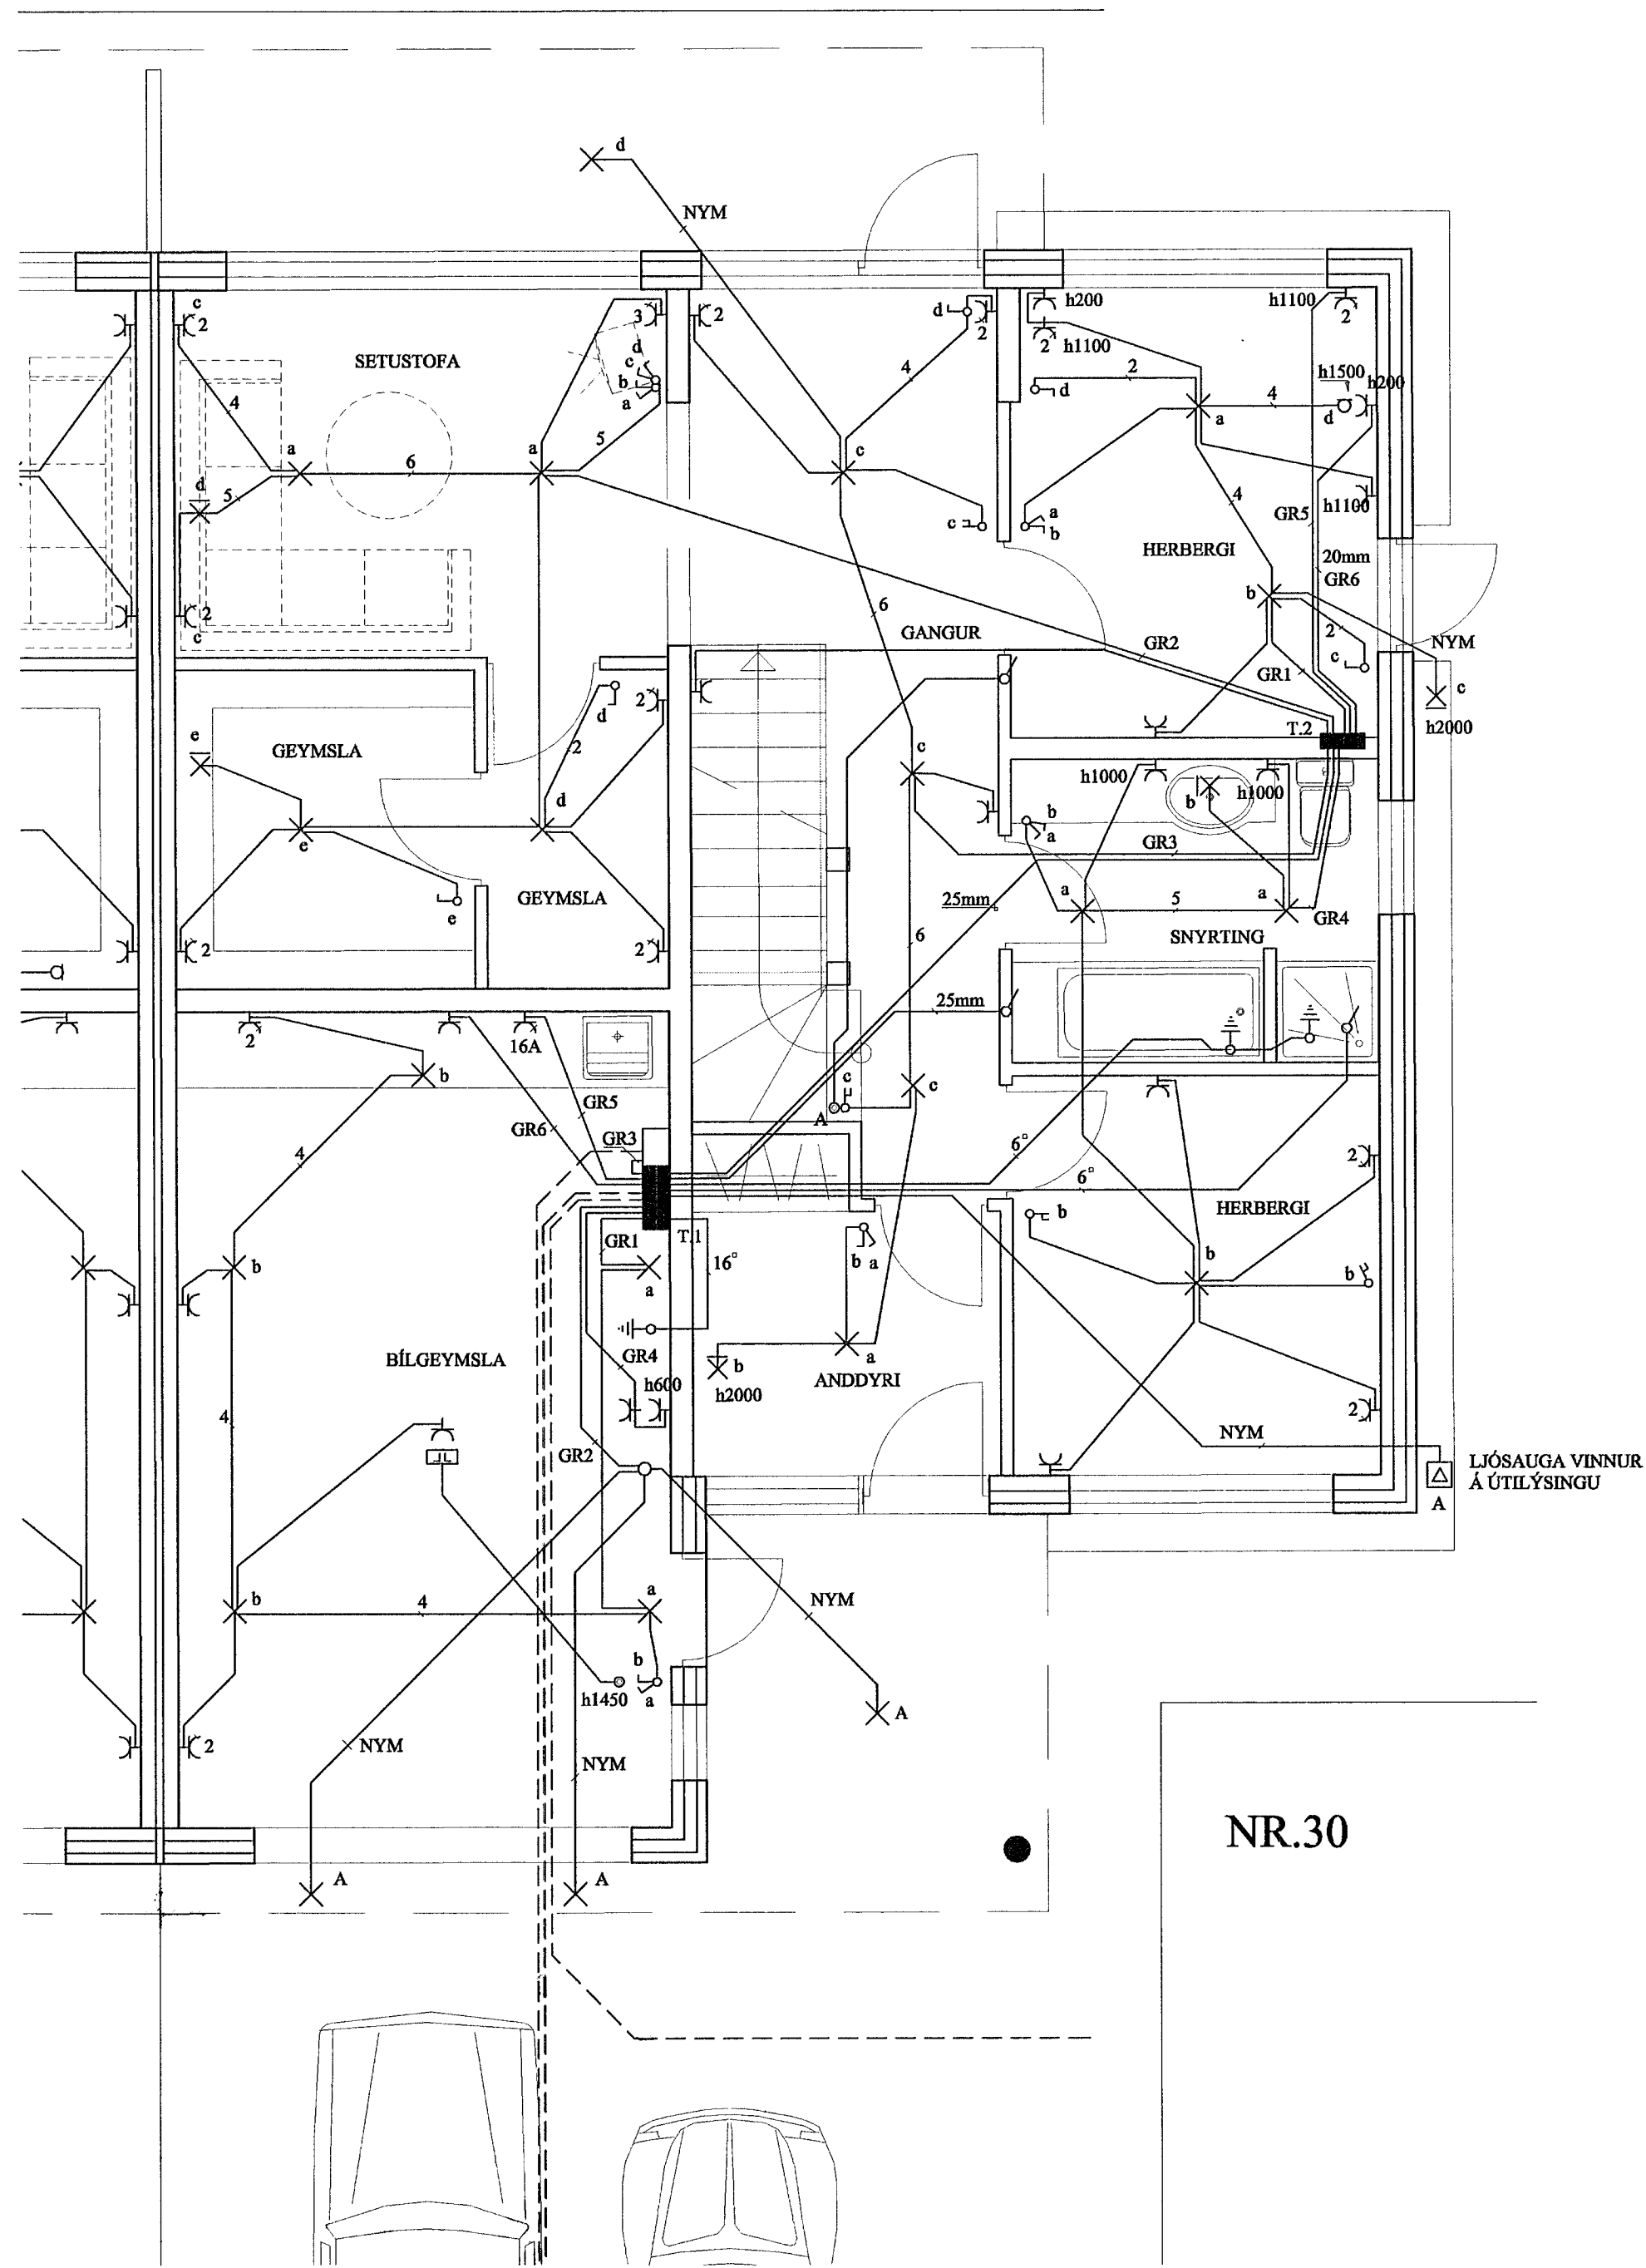 d
NYM
c
2
3
2
d
2
h200
2
h1100
h1100
2
SETUSTOFA
d
c
b
a
4
2
d
4
h1500
h200
d
a
4
a
6
a
5
c
d
5
c
a
b
4
h1100
GR5
HERBERGI
20mm
GR6
2
c
6
b
2
NYM
GANGUR
GR2
GR1
c
c
h2000
d
2
2
T.2
e
GEYMSLA
c
h1000
b
h1000
d
b
a
e
GR3
e
GEYMSLA
25mm
a
5
a
GR4
2
2
6
SNYRTING
25mm
2
16A
b
c
c
A
GR5
GR6
GR3
4
6□
6□
2
HERBERGI
b
GR1
T.1
16□
b a
b
b
b
a
BÍLGEYMSLA
GR4
h600
b
h2000
a
ANDDYRI
2
4
GR2
NYM
LJÓSAUGA VINNUR
Á ÚTILÝSINGU
A
b
4
a
NYM
b
h1450
a
A
2
NYM
NYM
NR.30
A
A